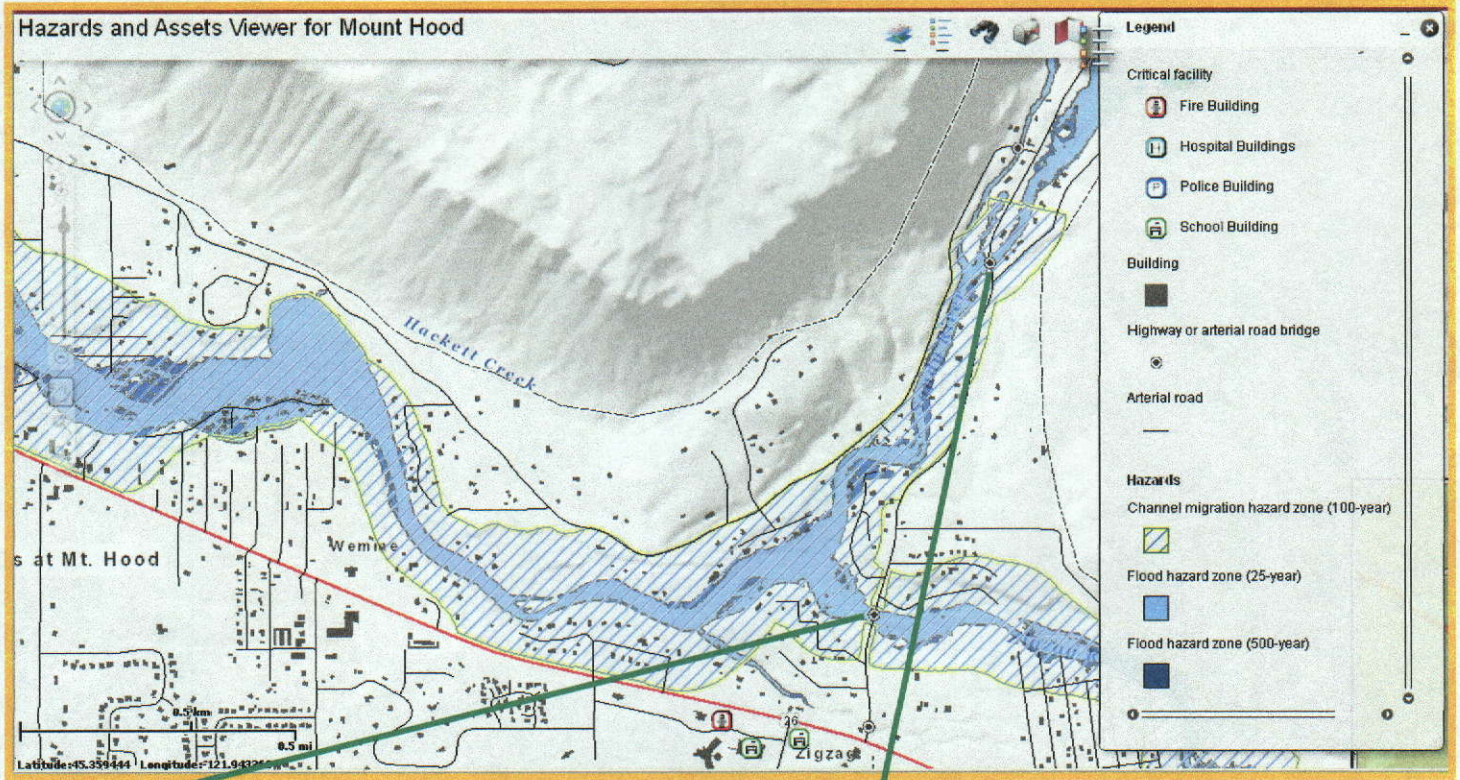 Hazards and Assets Viewer for Mount Hood
Legend
Critical facility
Fire Building
H
Hospital Buildings
P
Police Building
School Building
Building
Highway or arterial road bridge
Arterial road
Hazards
Channel migration hazard zone (100-year)
Flood hazard zone (25-year)
Flood hazard zone (500-year)
Hackett Creek
s at Mt. Hood
Wemme
26
Zigzag
0.5 km
0.5 mi
Latitude:45.359444 Longitude: